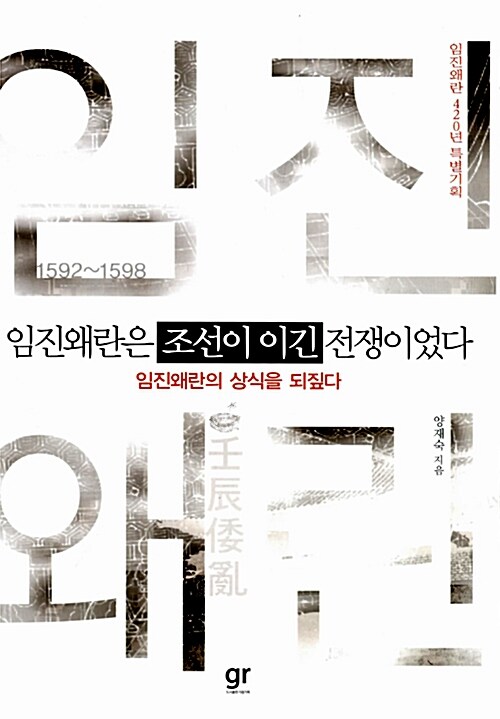 임진
임진왜란 420년 특별기획
1592~1598
임진왜란은 조선이 이긴 전쟁이었다
임진왜란의 상식을 되짚다
양재숙 지음
壬辰倭亂
왜란
gr